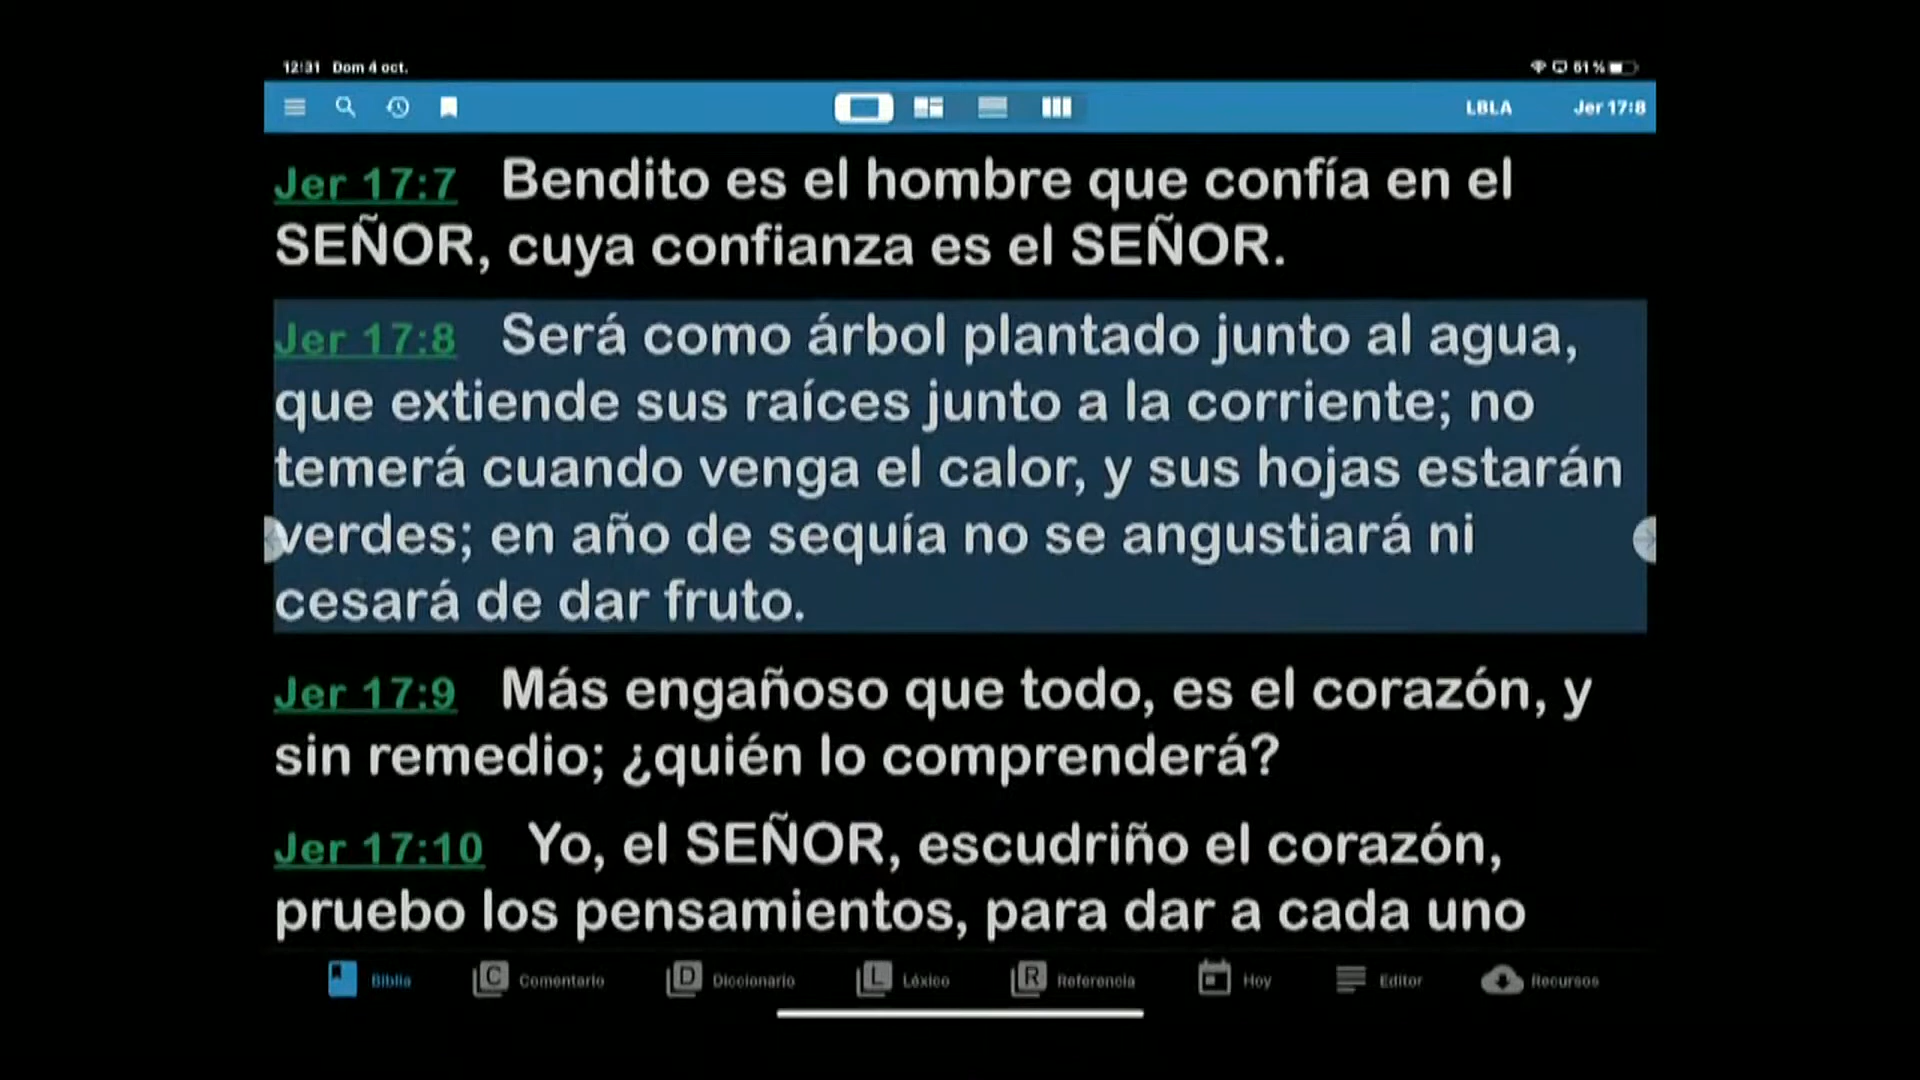 12:31 Dom 4 oct. 61 %
LBLA Jer 17:8
Jer 17:7 Bendito es el hombre que confía en el
SEÑOR, cuya confianza es el SEÑOR.
Jer 17:8 Será como árbol plantado junto al agua,
que extiende sus raíces junto a la corriente; no
temerá cuando venga el calor, y sus hojas estarán
verdes; en año de sequía no se angustiará ni
cesará de dar fruto.
Jer 17:9 Más engañoso que todo, es el corazón, y
sin remedio; ¿quién lo comprenderá?
Jer 17:10 Yo, el SEÑOR, escudriño el corazón,
pruebo los pensamientos, para dar a cada uno
Biblia C Comentario D Diccionario L Léxico R Referencia Hoy Editor Recursos